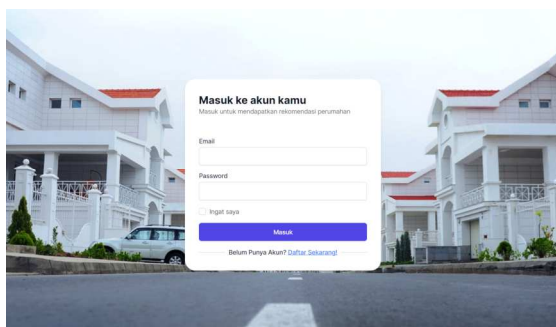 Masuk ke akun kamu
Masuk untuk mendapatkan rekomendasi perumahan
Email
Password
Ingat saya
Masuk
Belum Punya Akun? Daftar Sekarang!